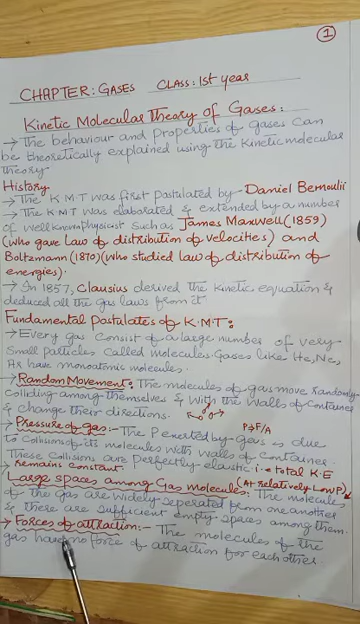 1
CHAPTER: GASES CLASS: 1st year
Kinetic Molecular Theory of Gases:
→ The behaviour and properties of gases can
be theoretically explained using the Kinetic molecular
theory.
History
→ The K.M.T was first postulated by Daniel Bernoulii
→ The K.M.T was elaborated & extended by a number
of wellknown physicst such as James Maxwell (1859)
(who gave Law of distribution of velocities) and
Boltzmann (1870) (who studied law of distribution of
energies).
→ In 1857, Clausius derived the Kinetic equation &
deduced all the gas laws from it
Fundamental Postulates of K.M.T:
→ Every gas consist of a large number of very
Small particles called molecules. Gases like He, Ne,
Ar have monoatomic molecules.
→ Random Movement: The molecules of gas move Randomly
colliding among themselves & with the walls of Container
& change their directions.
P→F/A
→ Pressure of Gas:- The P exerted by gas is due
to Collisions of its molecules with walls of container.
These Collisions are Perfectly elastic i.e total K.E
Remains constant.
(At relatively Low P)
Large spaces among Gas molecules: The molecules
of the gas are widely seperated from one another
& there are sufficient empty spaces among them.
→ Forces of attraction:- The molecules of the
gas have no force of attraction for each other